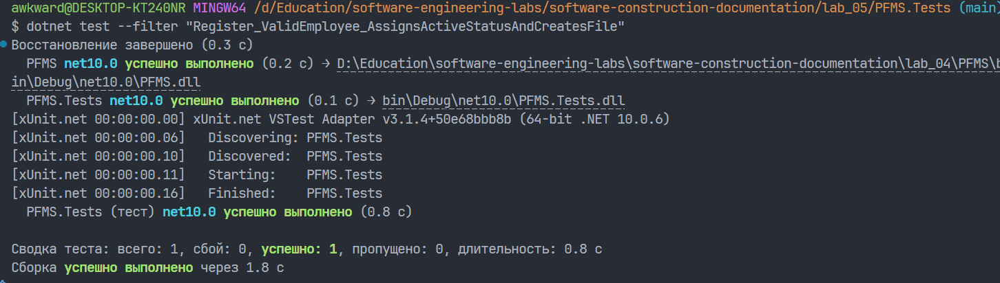 awkward@DESKTOP-KT240NR MINGW64 /d/Education/software-engineering-labs/software-construction-documentation/lab_05/PFMS.Tests (main)
$ dotnet test --filter "Register_ValidEmployee_AssignsActiveStatusAndCreatesFile"
Восстановление завершено (0.3 с)
  PFMS net10.0 успешно выполнено (0.2 с) → D:\Education\software-engineering-labs\software-construction-documentation\lab_04\PFMS\b
in\Debug\net10.0\PFMS.dll
  PFMS.Tests net10.0 успешно выполнено (0.1 с) → bin\Debug\net10.0\PFMS.Tests.dll
[xUnit.net 00:00:00.00] xUnit.net VSTest Adapter v3.1.4+50e68bbb8b (64-bit .NET 10.0.6)
[xUnit.net 00:00:00.06]   Discovering: PFMS.Tests
[xUnit.net 00:00:00.10]   Discovered:  PFMS.Tests
[xUnit.net 00:00:00.11]   Starting:    PFMS.Tests
[xUnit.net 00:00:00.16]   Finished:    PFMS.Tests
  PFMS.Tests (тест) net10.0 успешно выполнено (0.8 с)

Сводка теста: всего: 1, сбой: 0, успешно: 1, пропущено: 0, длительность: 0.8 с
Сборка успешно выполнено через 1.8 с